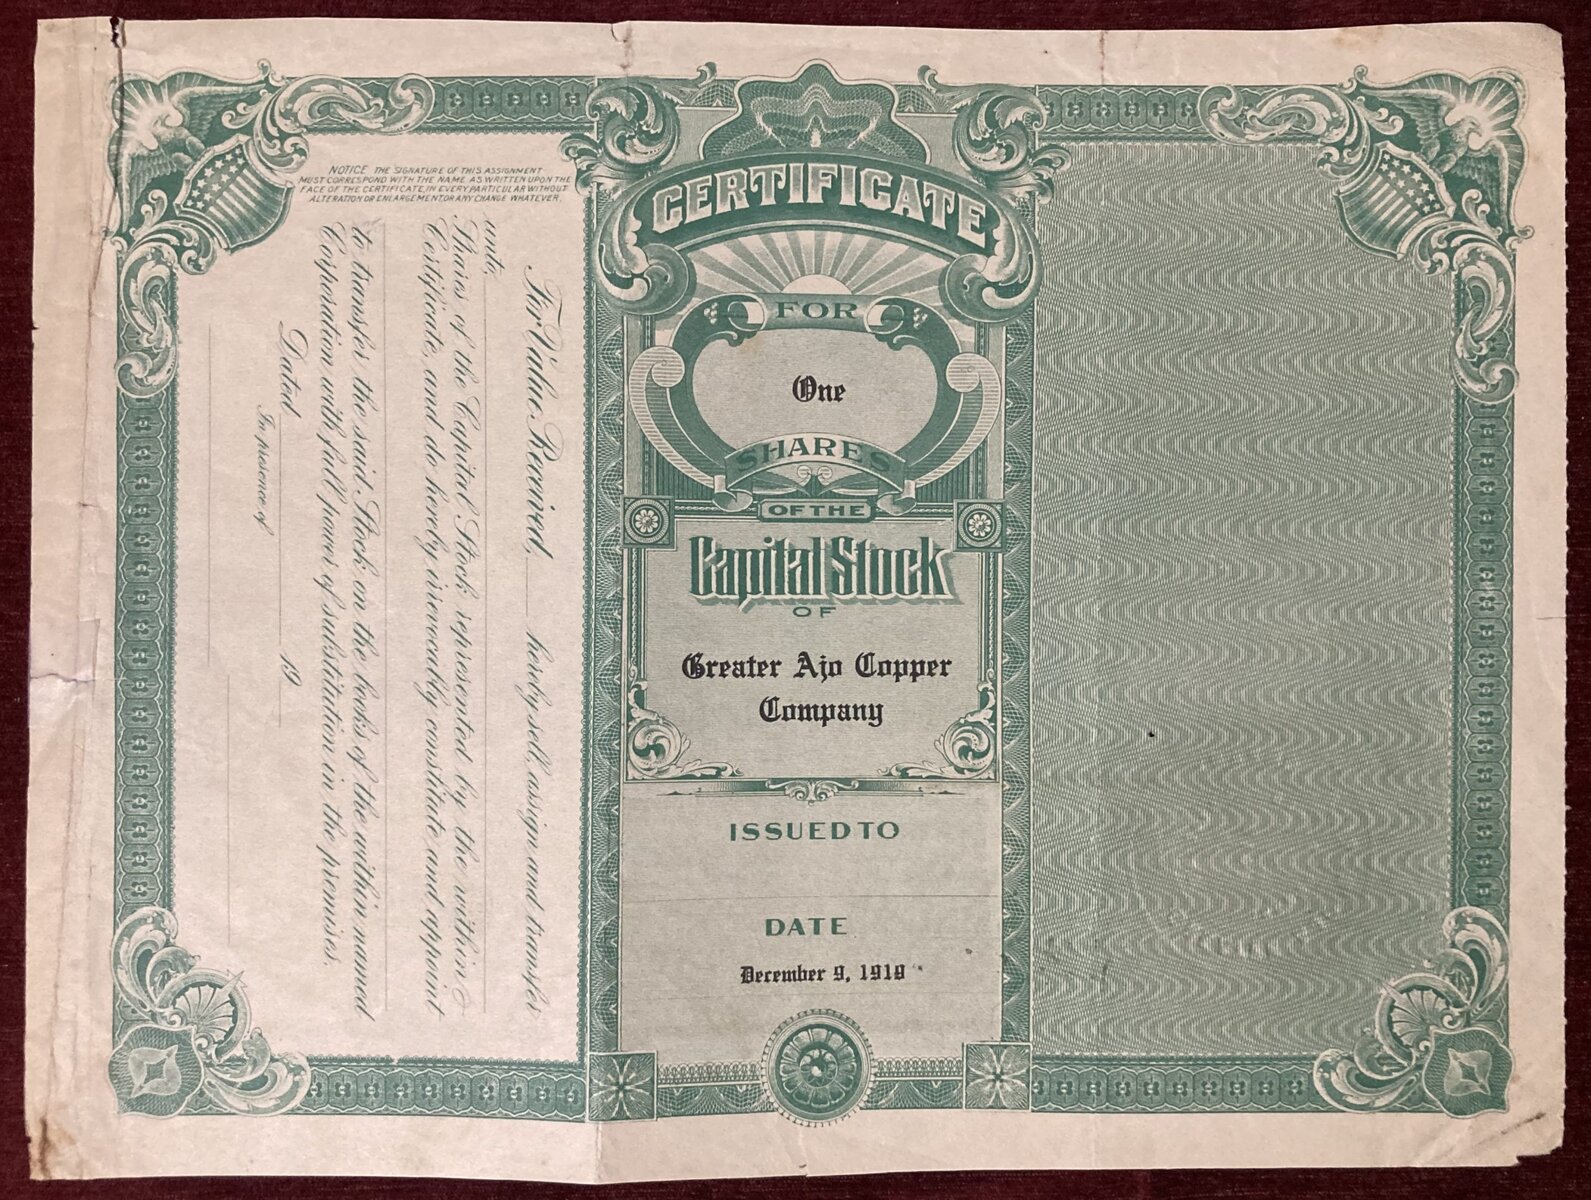 NOTICE THE SIGNATURE OF THIS ASSIGNMENT
MUST CORRESPOND WITH THE NAME AS WRITTEN UPON THE
FACE OF THE CERTIFICATE, IN EVERY PARTICULAR WITHOUT
ALTERATION OR ENLARGEMENT OR ANY CHANGE WHATEVER.
For Value Received, hereby sell, assign and transfer
unto
Shares of the Capital Stock represented by the within
Certificate, and do hereby irrevocably constitute and appoint
to transfer the said Stock on the books of the within named
Corporation with full power of substitution in the premises.
Dated 19
In presence of
CERTIFICATE
FOR
One
SHARES
OF THE
Capital Stock
OF
Greater Ajo Copper
Company
ISSUED TO
DATE
December 9, 1919